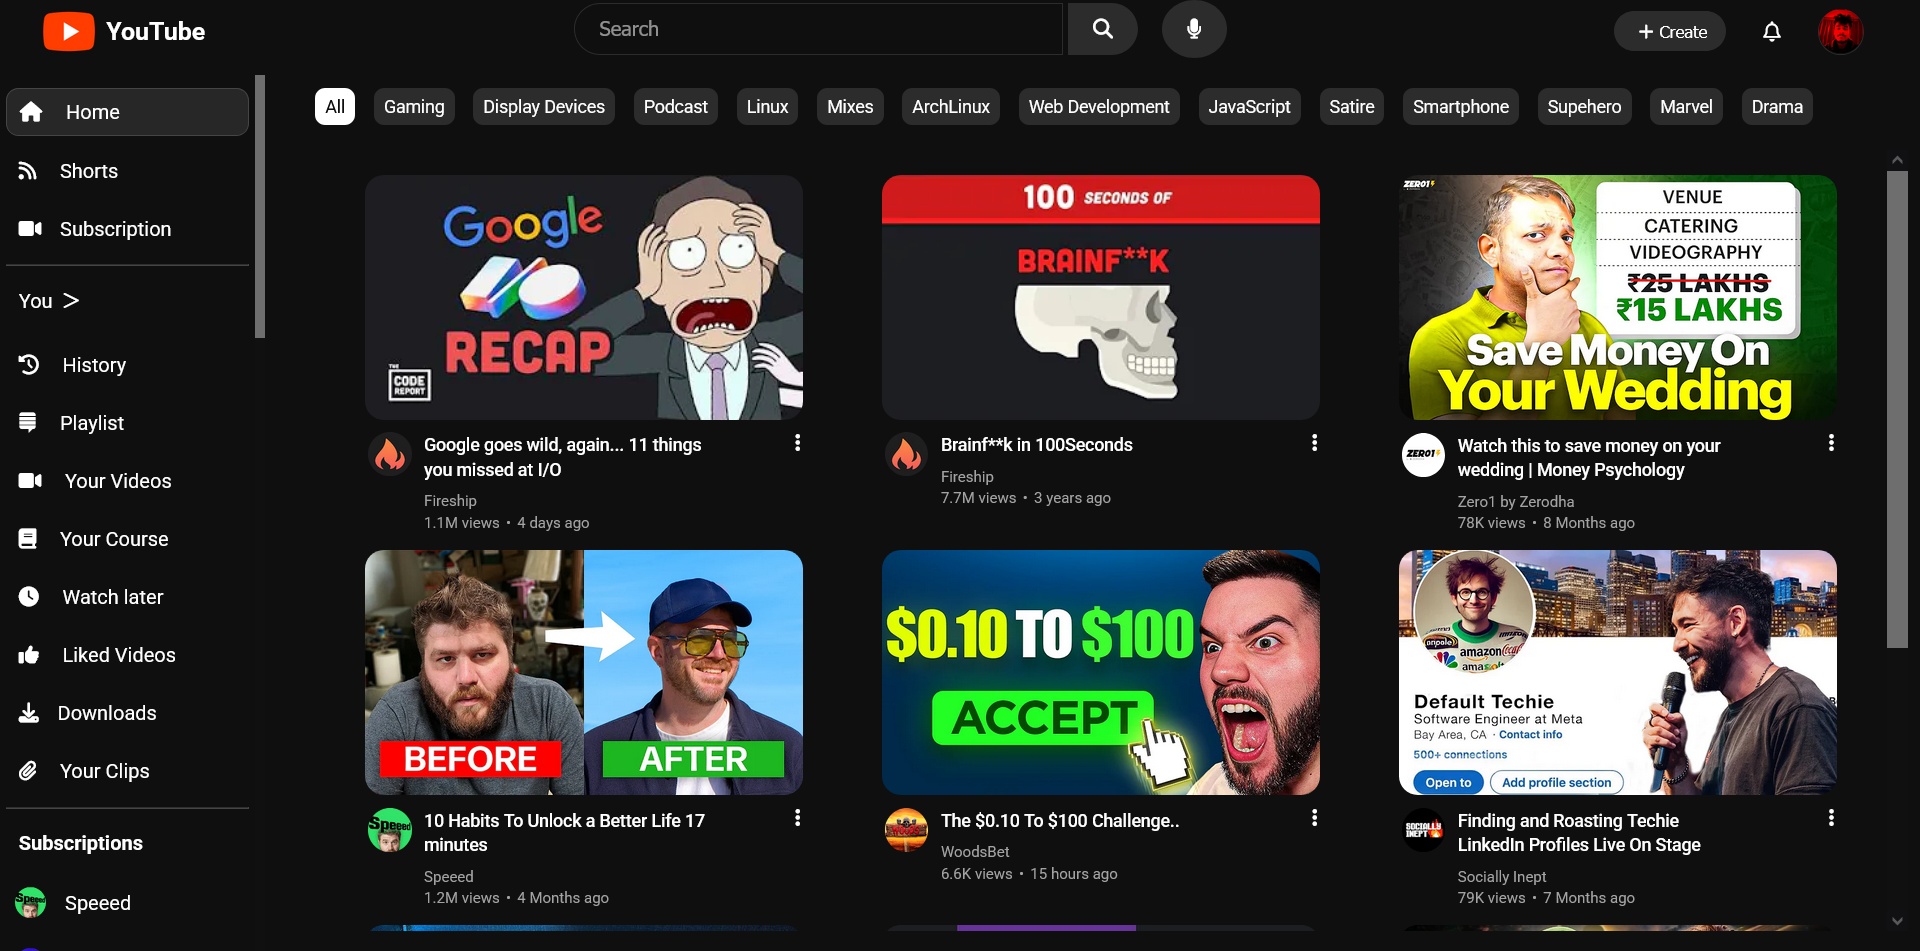 YouTube
Search
Create
Home
Shorts
Subscription
You >
History
Playlist
Your Videos
Your Course
Watch later
Liked Videos
Downloads
Your Clips
Subscriptions
Speeed
Speeed
All
Gaming
Display Devices
Podcast
Linux
Mixes
ArchLinux
Web Development
JavaScript
Satire
Smartphone
Supehero
Marvel
Drama
Google
RECAP
THE
CODE
REPORT
Google goes wild, again... 11 things
you missed at I/O
Fireship
1.1M views • 4 days ago
100 SECONDS OF
BRAINF**K
Brainf**k in 100Seconds
Fireship
7.7M views • 3 years ago
ZERO1
VENUE
CATERING
VIDEOGRAPHY
₹25 LAKHS
₹15 LAKHS
Save Money On
Your Wedding
ZERO1
Watch this to save money on your
wedding | Money Psychology
Zero1 by Zerodha
78K views • 8 Months ago
BEFORE
AFTER
Speeed
10 Habits To Unlock a Better Life 17
minutes
Speeed
1.2M views • 4 Months ago
$0.10 TO $100
ACCEPT
The $0.10 To $100 Challenge..
WoodsBet
6.6K views • 15 hours ago
amazon
Default Techie
Software Engineer at Meta
Bay Area, CA · Contact info
500+ connections
Open to
Add profile section
SOCIALLY
INEPT
Finding and Roasting Techie
LinkedIn Profiles Live On Stage
Socially Inept
79K views • 7 Months ago